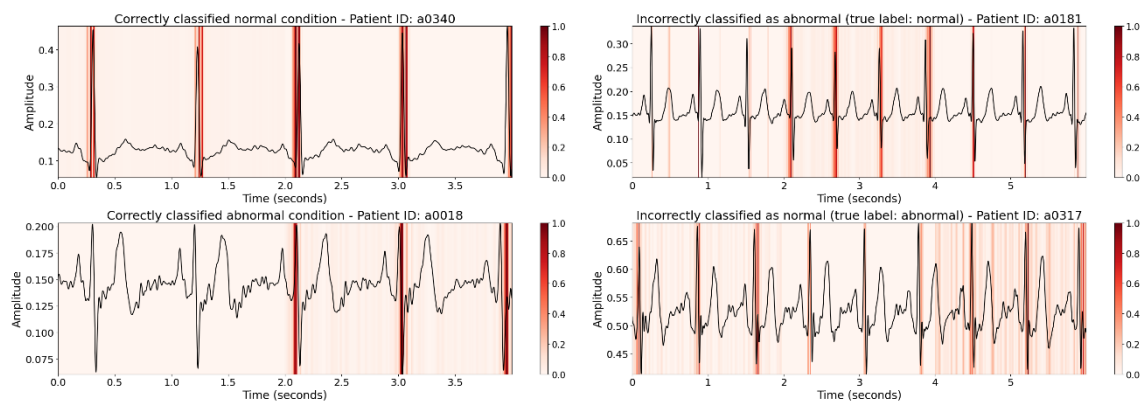 Correctly classified normal condition - Patient ID: a0340
Amplitude
0.4
0.3
0.2
0.1
0.0 0.5 1.0 1.5 2.0 2.5 3.0 3.5
Time (seconds)
1.0
0.8
0.6
0.4
0.2
0.0
Incorrectly classified as abnormal (true label: normal) - Patient ID: a0181
Amplitude
0.30
0.25
0.20
0.15
0.10
0.05
0 1 2 3 4 5
Time (seconds)
1.0
0.8
0.6
0.4
0.2
0.0
Correctly classified abnormal condition - Patient ID: a0018
Amplitude
0.200
0.175
0.150
0.125
0.100
0.075
0.0 0.5 1.0 1.5 2.0 2.5 3.0 3.5
Time (seconds)
1.0
0.8
0.6
0.4
0.2
0.0
Incorrectly classified as normal (true label: abnormal) - Patient ID: a0317
Amplitude
0.65
0.60
0.55
0.50
0.45
0 1 2 3 4 5
Time (seconds)
1.0
0.8
0.6
0.4
0.2
0.0